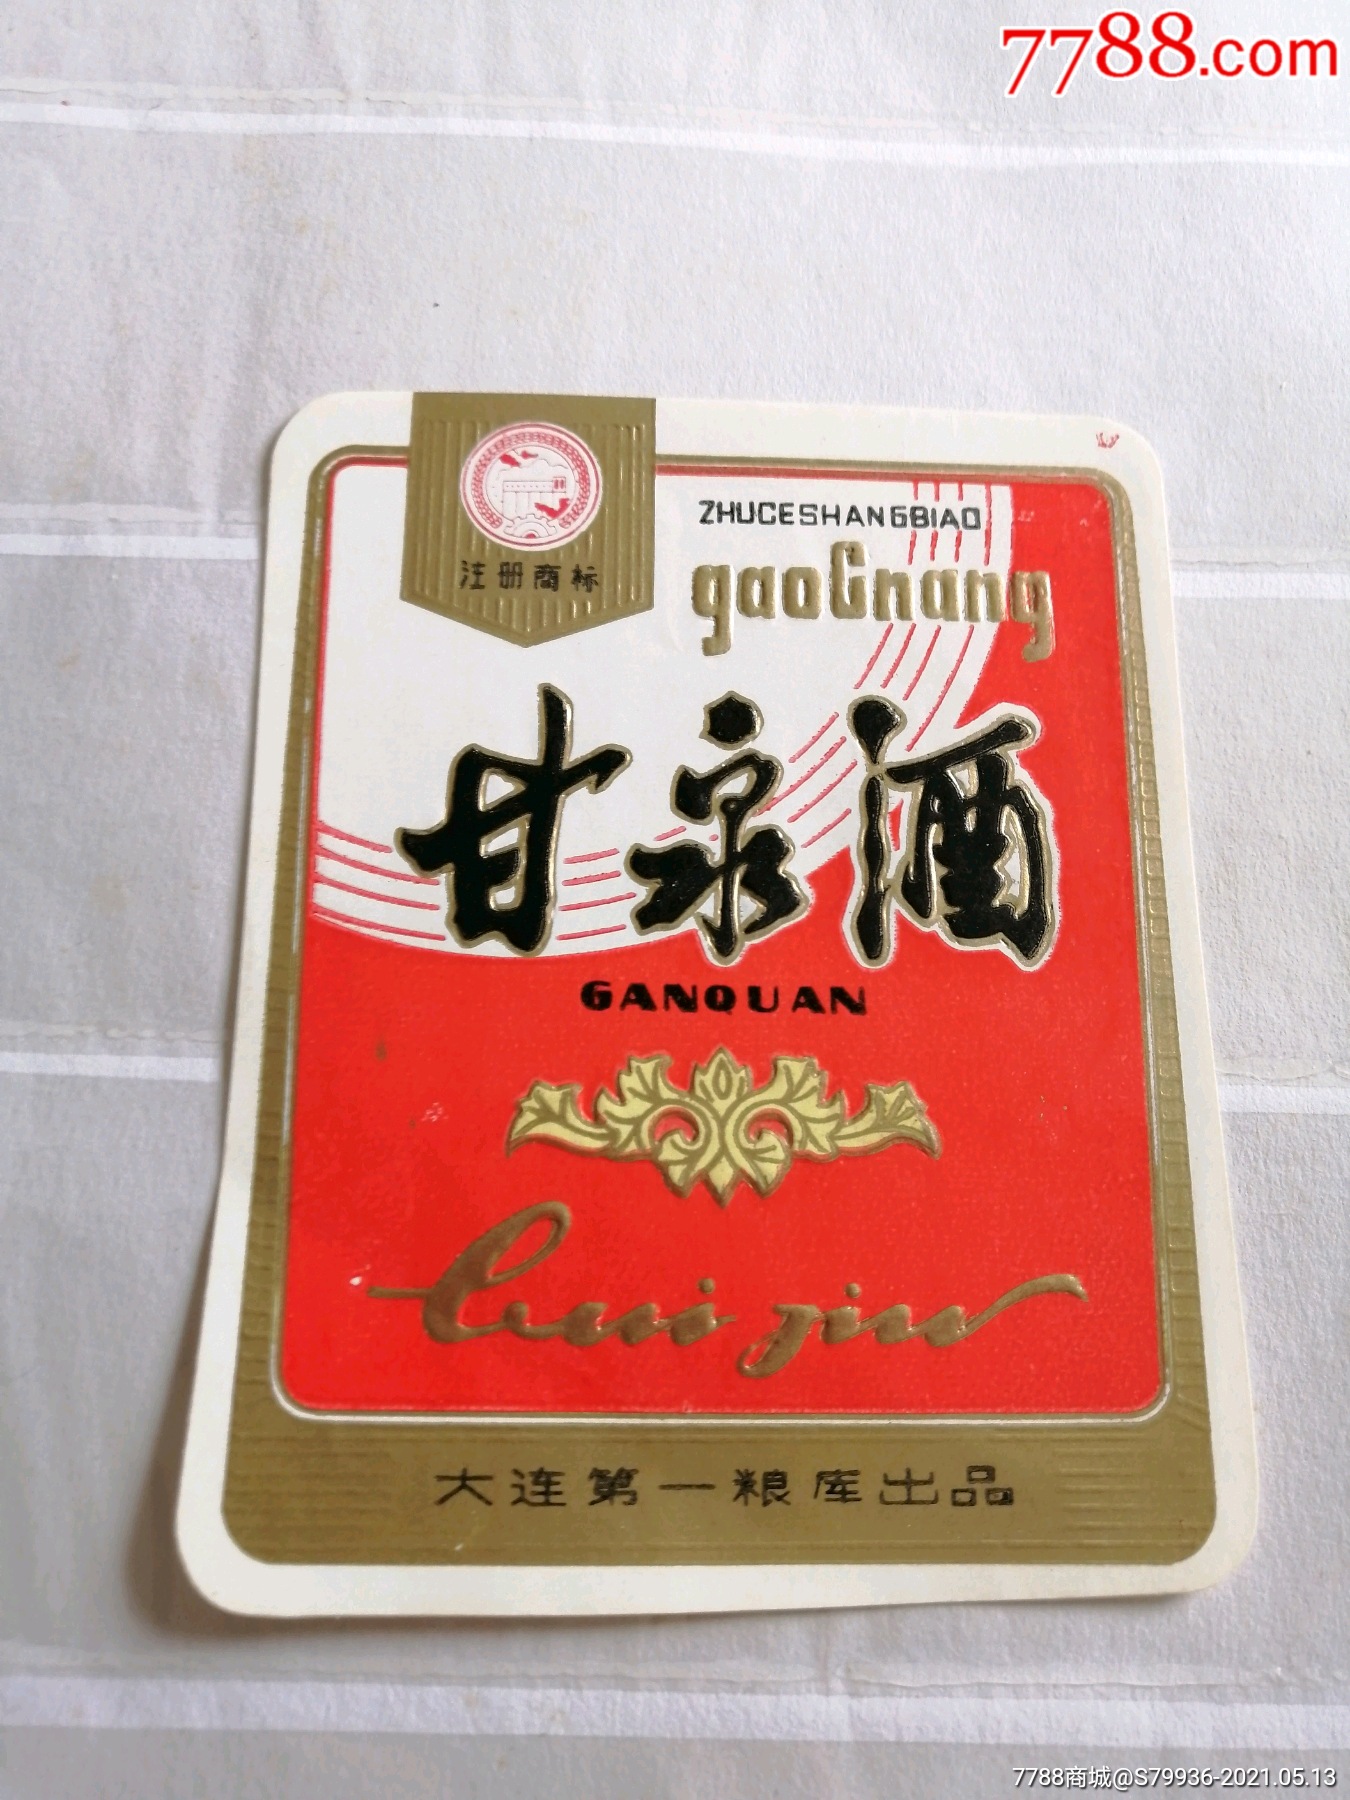 7788.com
注册商标
ZHUCESHANGBIAO
gaoGnang
甘泉酒
GANQUAN
大连第一粮库出品
7788商城@S79936-2021.05.13